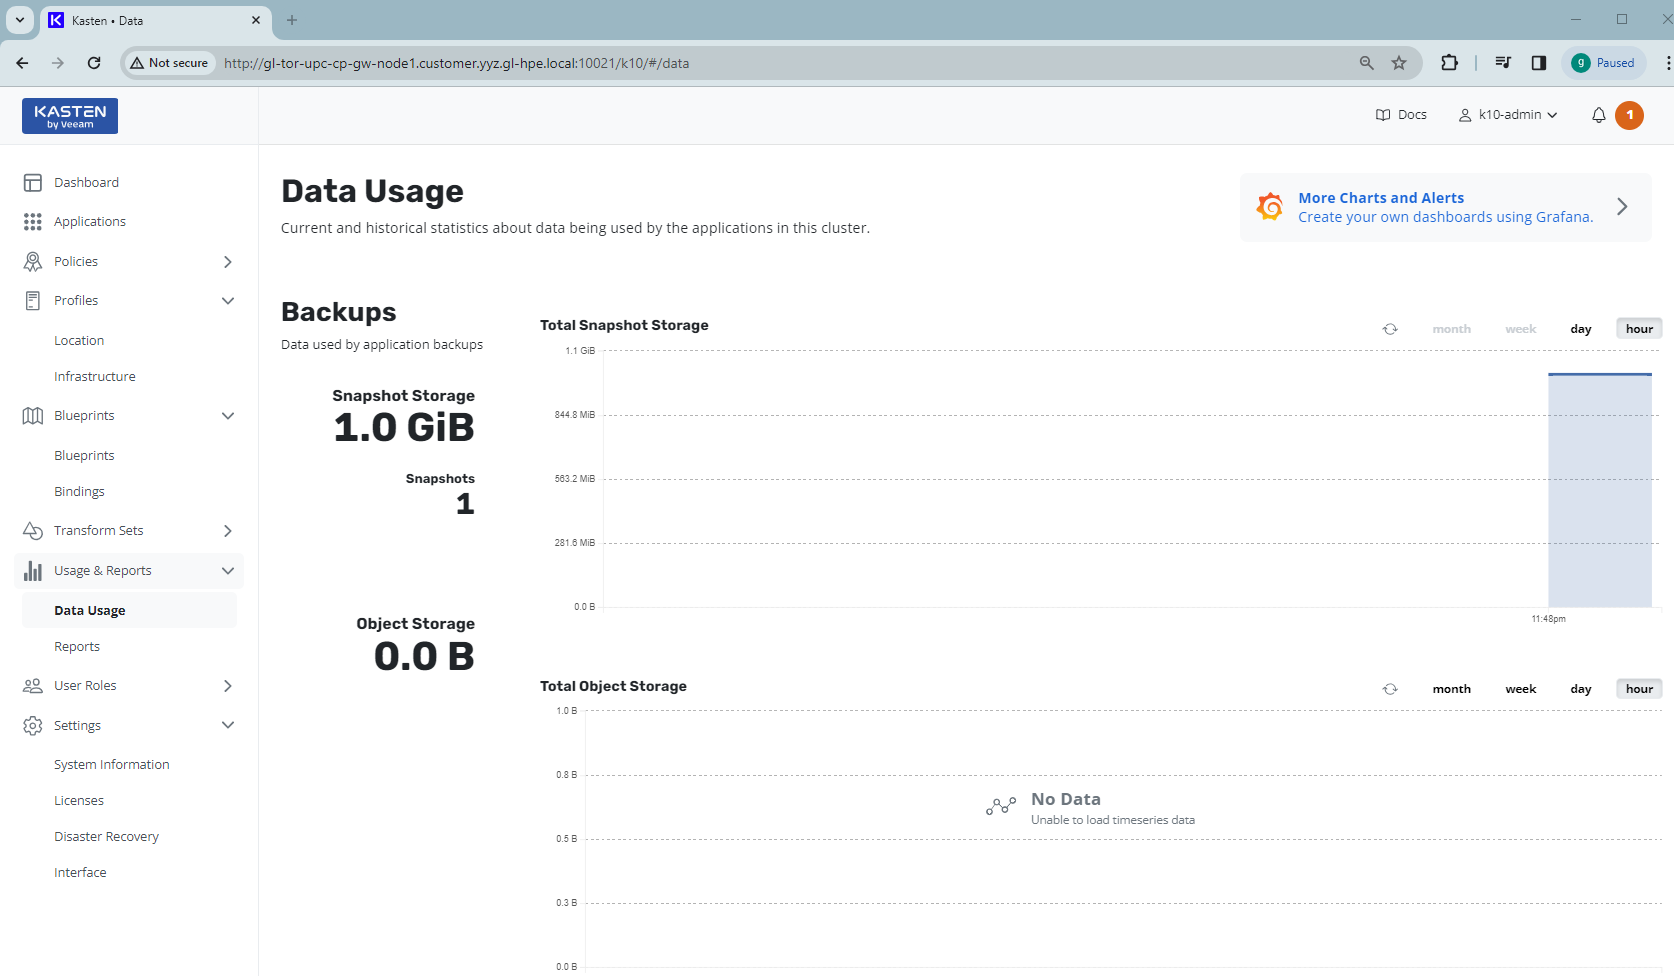 Kasten • Data
Not secure
http://gl-tor-upc-cp-gw-node1.customer.yyz.gl-hpe.local:10021/k10/#/data
g
Paused
KASTEN
by Veeam
Docs
k10-admin
1
Dashboard
Applications
Policies
Profiles
Location
Infrastructure
Blueprints
Blueprints
Bindings
Transform Sets
Usage & Reports
Data Usage
Reports
User Roles
Settings
System Information
Licenses
Disaster Recovery
Interface
Data Usage
Current and historical statistics about data being used by the applications in this cluster.
More Charts and Alerts
Create your own dashboards using Grafana.
Backups
Data used by application backups
Snapshot Storage
1.0 GiB
Snapshots
1
Object Storage
0.0 B
Total Snapshot Storage
month week day hour
1.1 GiB
844.8 MiB
563.2 MiB
281.6 MiB
0.0 B
11:48pm
Total Object Storage
month week day hour
1.0 B
0.8 B
No Data
Unable to load timeseries data
0.5 B
0.3 B
0.0 B